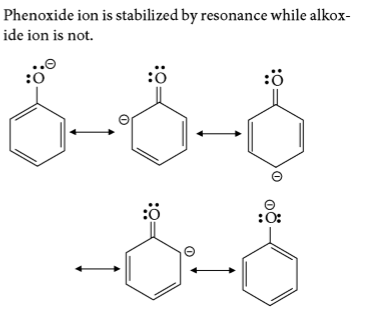 Phenoxide ion is stabilized by resonance while alkox-
ide ion is not.
:Ö⊖ :Ö :Ö
⊖
⊖
:Ö ⊖
⊖ :Ö: